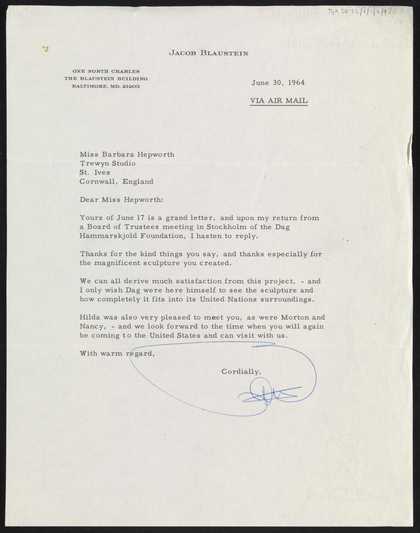 JACOB BLAUSTEIN
ONE NORTH CHARLES
THE BLAUSTEIN BUILDING
BALTIMORE, MD. 21203
June 30, 1964
VIA AIR MAIL
Miss Barbara Hepworth
Trewyn Studio
St. Ives
Cornwall, England
Dear Miss Hepworth:
Yours of June 17 is a grand letter, and upon my return from
a Board of Trustees meeting in Stockholm of the Dag
Hammarskjold Foundation, I hasten to reply.
Thanks for the kind things you say, and thanks especially for
the magnificent sculpture you created.
We can all derive much satisfaction from this project, - and
I only wish Dag were here himself to see the sculpture and
how completely it fits into its United Nations surroundings.
Hilda was also very pleased to meet you, as were Morton and
Nancy, - and we look forward to the time when you will again
be coming to the United States and can visit with us.
With warm regard,
Cordially,